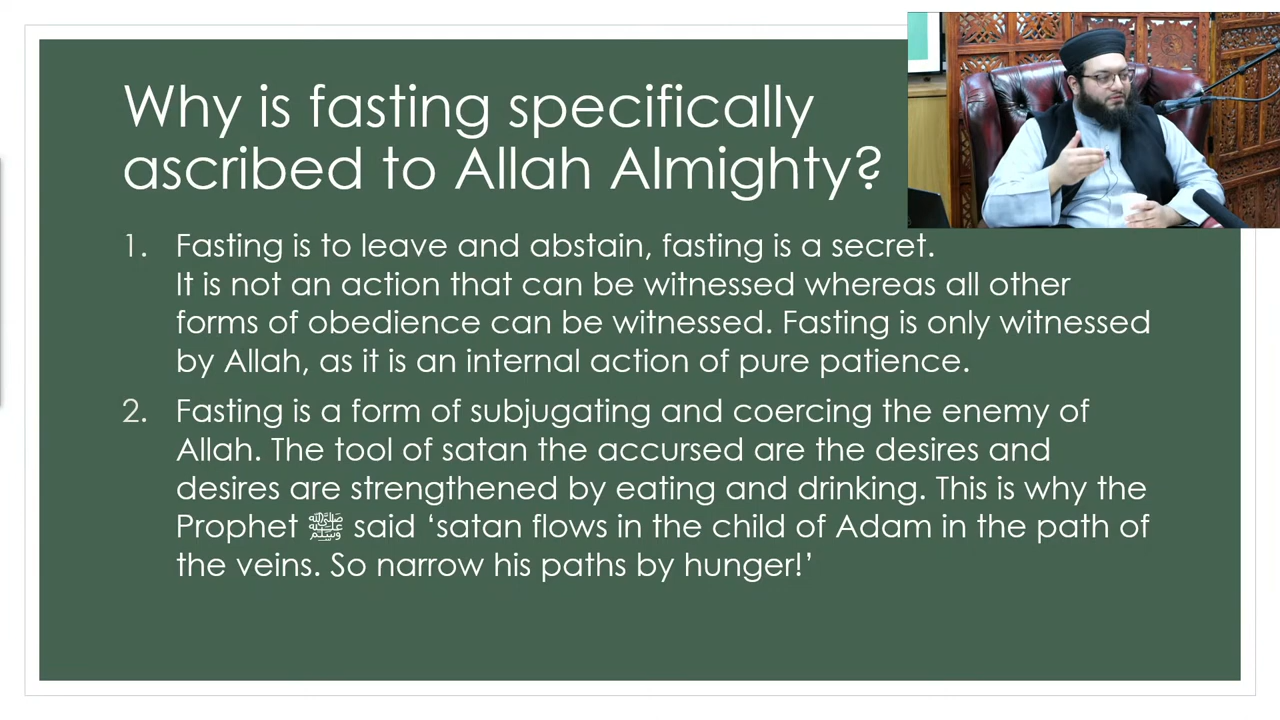 Why is fasting specifically
ascribed to Allah Almighty?
1. Fasting is to leave and abstain, fasting is a secret.
It is not an action that can be witnessed whereas all other
forms of obedience can be witnessed. Fasting is only witnessed
by Allah, as it is an internal action of pure patience.
2. Fasting is a form of subjugating and coercing the enemy of
Allah. The tool of satan the accursed are the desires and
desires are strengthened by eating and drinking. This is why the
Prophet ﷺ said ‘satan flows in the child of Adam in the path of
the veins. So narrow his paths by hunger!’